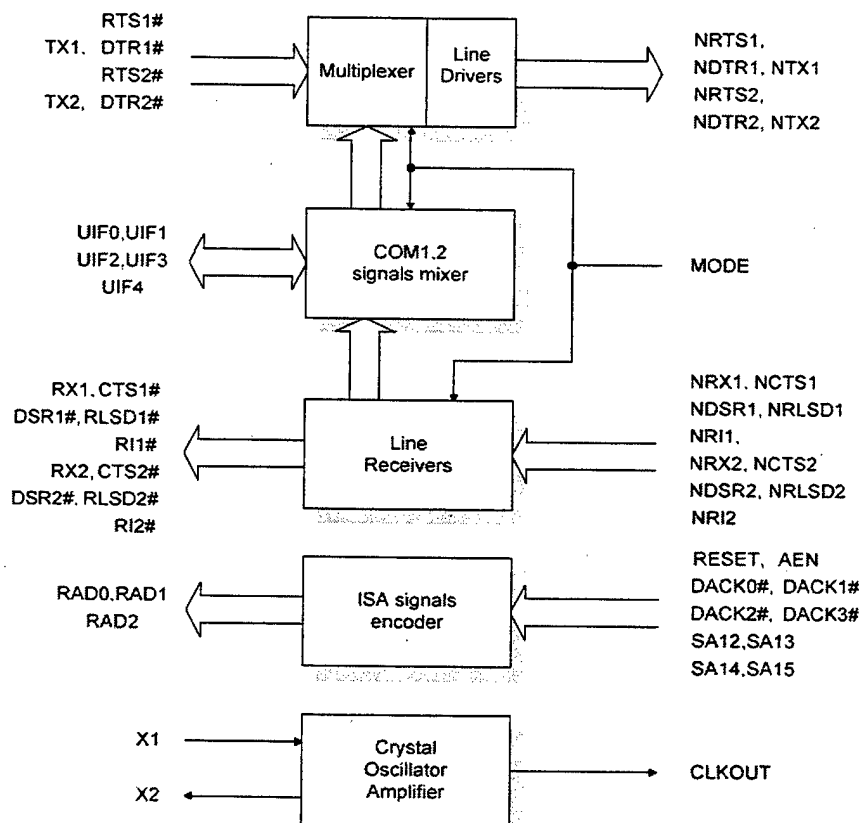 RTS1#
TX1, DTR1#
RTS2#
TX2, DTR2#
Multiplexer
Line
Drivers
NRTS1,
NDTR1, NTX1
NRTS2,
NDTR2, NTX2
UIF0,UIF1
UIF2,UIF3
UIF4
COM1,2
signals mixer
MODE
RX1, CTS1#
DSR1#, RLSD1#
RI1#
RX2, CTS2#
DSR2#, RLSD2#
RI2#
Line
Receivers
NRX1, NCTS1
NDSR1, NRLSD1
NRI1,
NRX2, NCTS2
NDSR2, NRLSD2
NRI2
RAD0,RAD1
RAD2
ISA signals
encoder
RESET, AEN
DACK0#, DACK1#
DACK2#, DACK3#
SA12,SA13
SA14,SA15
X1
X2
Crystal
Oscillator
Amplifier
CLKOUT